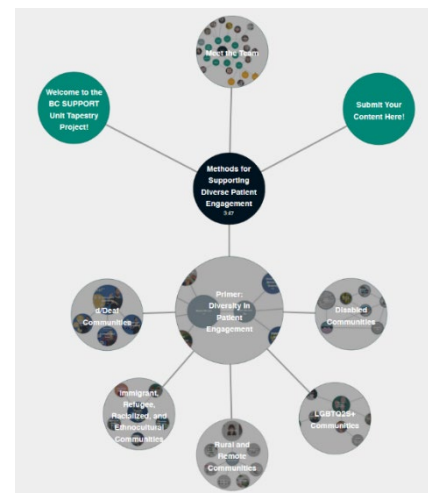 Meet the Team
Welcome to the
BC SUPPORT
Unit Tapestry
Project!
Submit Your
Content Here!
Methods for
Supporting
Diverse Patient
Engagement
3:47
Primer:
Diversity in
Patient
Engagement
d/Deaf
Communities
Disabled
Communities
Immigrant,
Refugee,
Racialized, and
Ethnocultural
Communities
LGBTQ2S+
Communities
Rural and
Remote
Communities